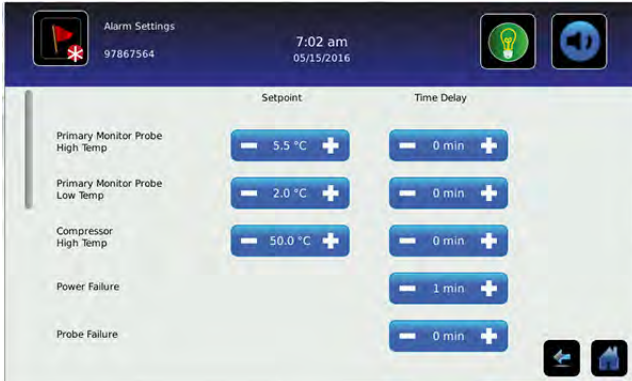 Alarm Settings
97867564
7:02 am
05/15/2016
Setpoint
Time Delay
Primary Monitor Probe
High Temp
5.5 °C
0 min
Primary Monitor Probe
Low Temp
2.0 °C
0 min
Compressor
High Temp
50.0 °C
0 min
Power Failure
1 min
Probe Failure
0 min